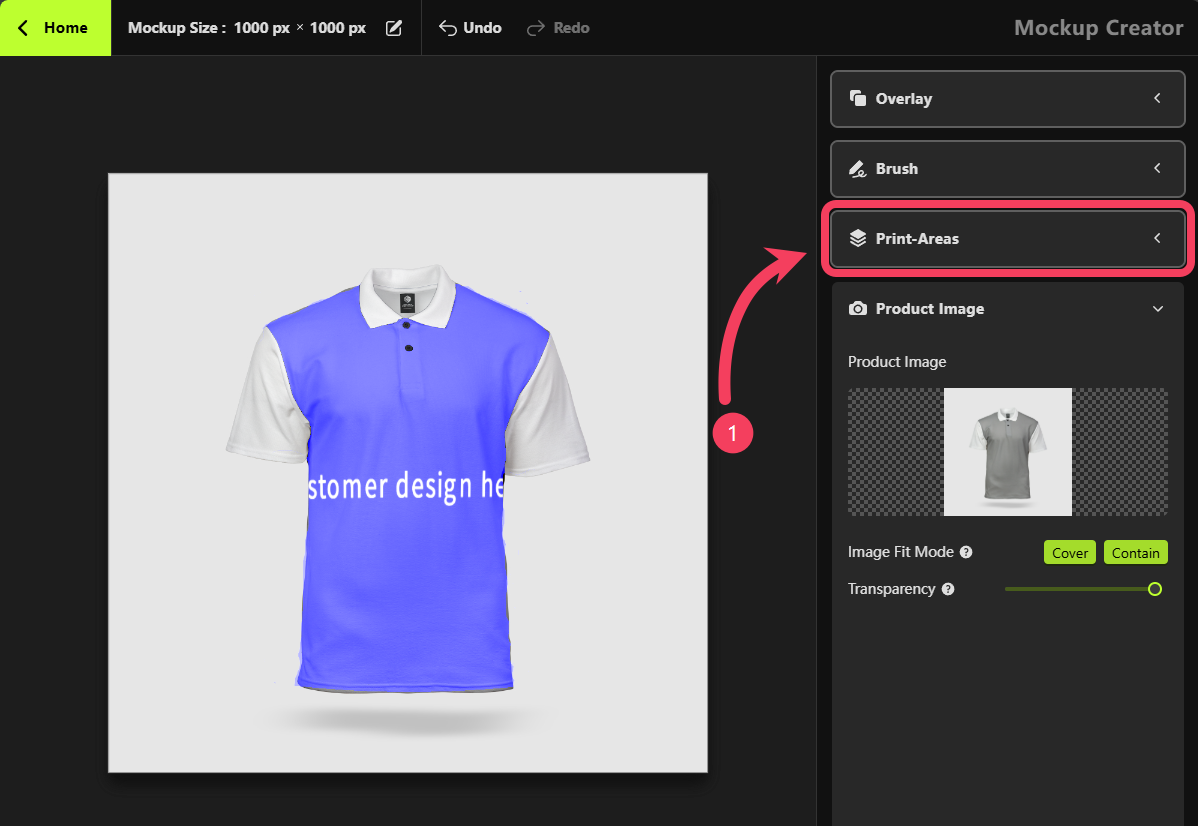 Home
Mockup Size : 1000 px × 1000 px
Undo
Redo
Mockup Creator
Overlay
Brush
Print-Areas
Product Image
Product Image
Image Fit Mode ?
Cover
Contain
Transparency ?
1
stomer design he